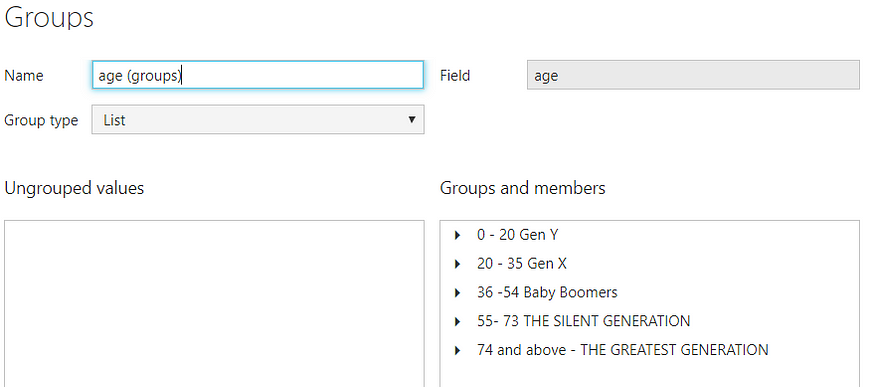 Groups
Name age (groups) Field age
Group type List
Ungrouped values Groups and members
0 - 20 Gen Y
20 - 35 Gen X
36 -54 Baby Boomers
55- 73 THE SILENT GENERATION
74 and above - THE GREATEST GENERATION